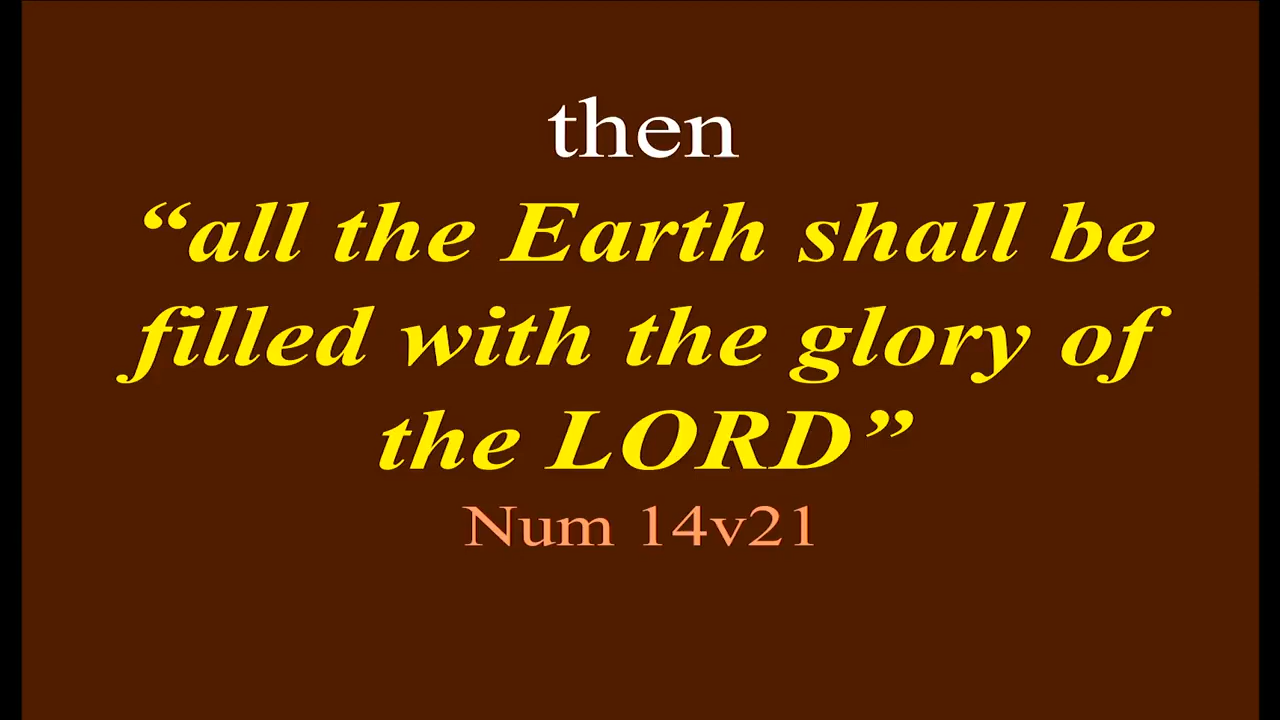 then
“all the Earth shall be
filled with the glory of
the LORD”
Num 14v21